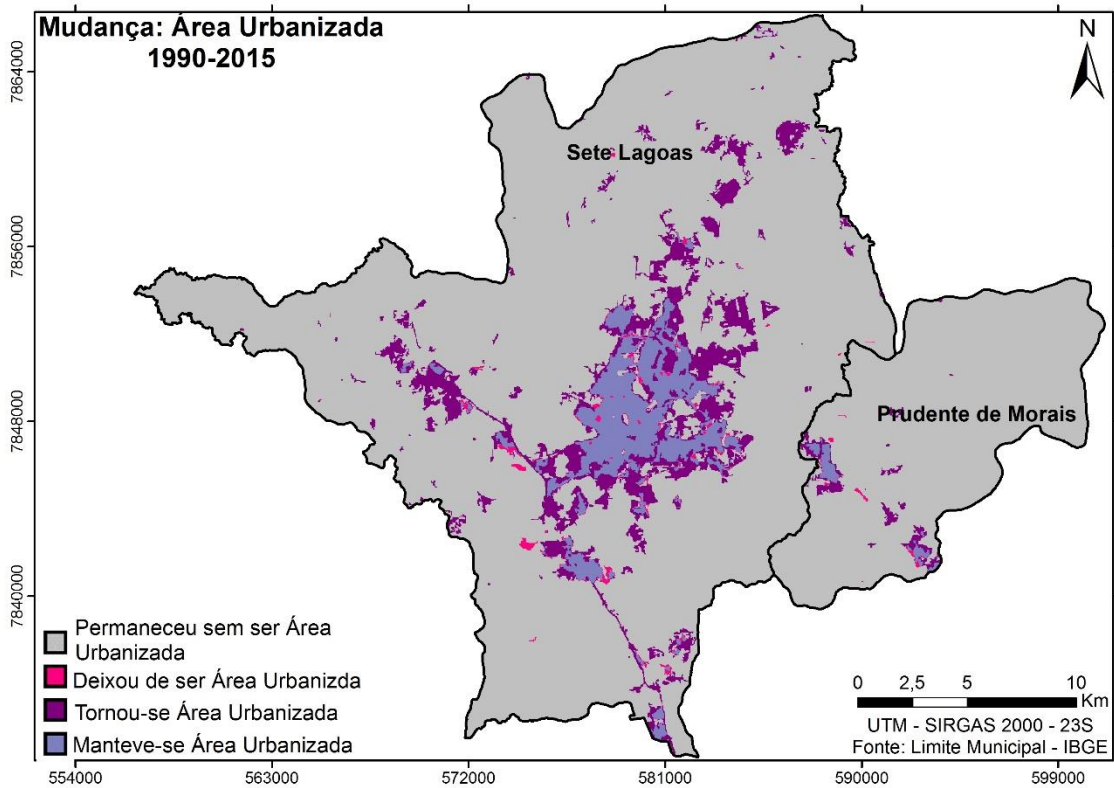 Mudança: Área Urbanizada
1990-2015
N
Sete Lagoas
Prudente de Morais
7864000
7856000
7848000
7840000
Permaneceu sem ser Área
Urbanizada
Deixou de ser Área Urbanizda
Tornou-se Área Urbanizada
Manteve-se Área Urbanizada
0 2,5 5 10
Km
UTM - SIRGAS 2000 - 23S
Fonte: Limite Municipal - IBGE
554000 563000 572000 581000 590000 599000